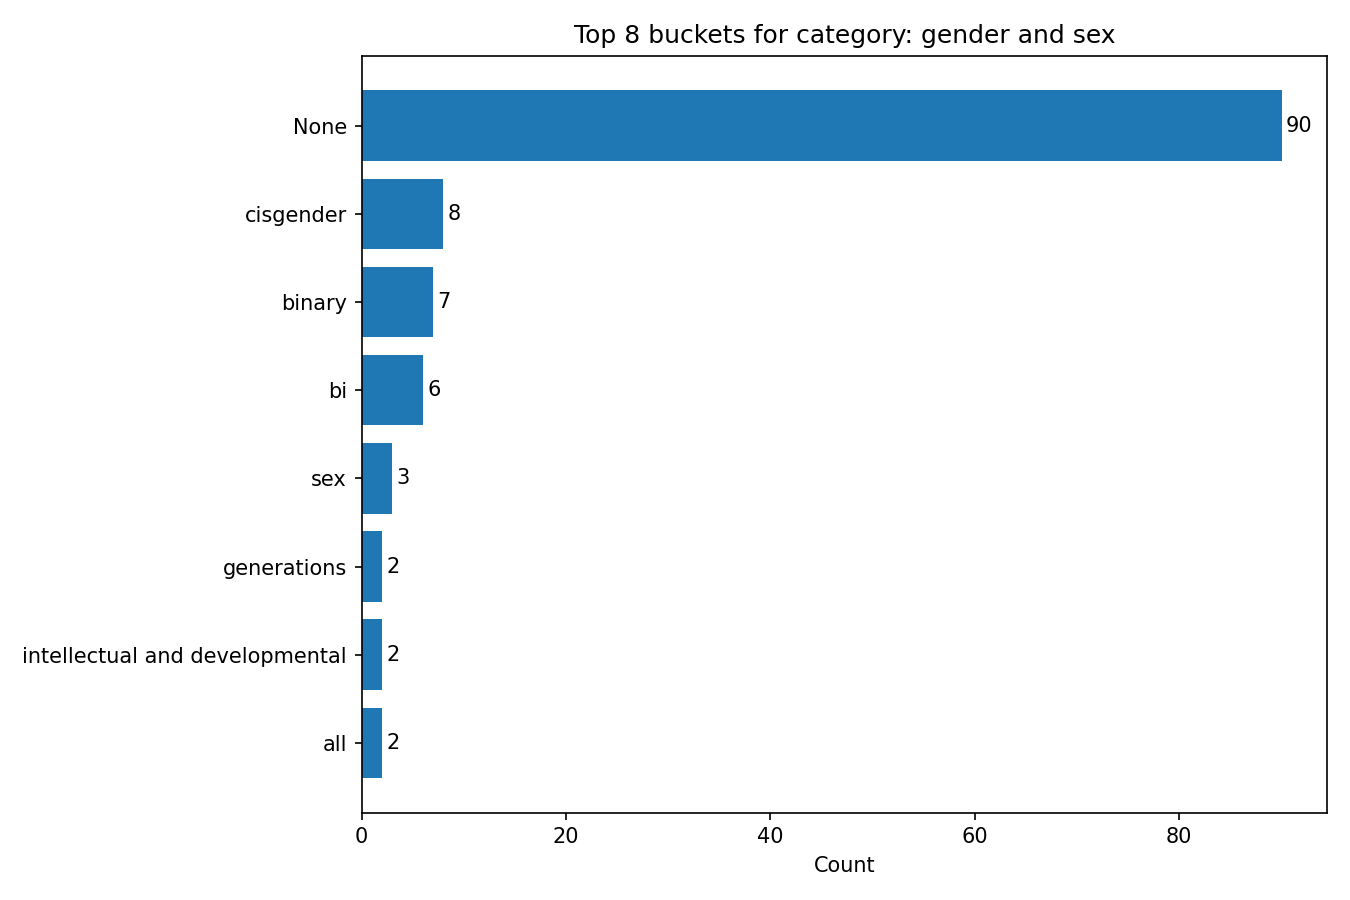 Top 8 buckets for category: gender and sex
None 90
cisgender 8
binary 7
bi 6
sex 3
generations 2
intellectual and developmental 2
all 2
0 20 40 60 80
Count